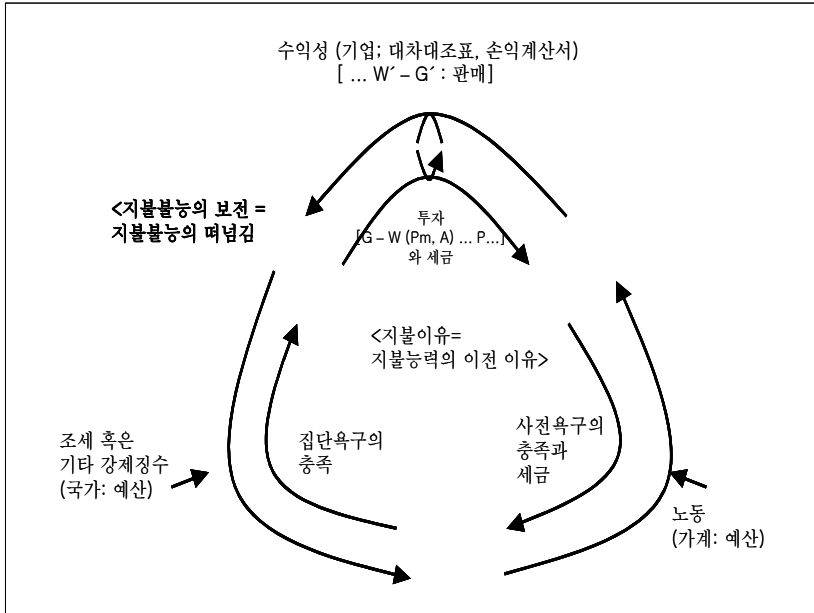 수익성 (기업; 대차대조표, 손익계산서)
[ ... W´ – G´ : 판매]
<지불불능의 보전 =
지불불능의 떠넘김
투자
[G – W (Pm, A) ... P...]
와 세금
<지불이유=
지불능력의 이전 이유>
조세 혹은
기타 강제징수
(국가: 예산)
집단욕구의
충족
사전욕구의
충족과
세금
노동
(가계: 예산)